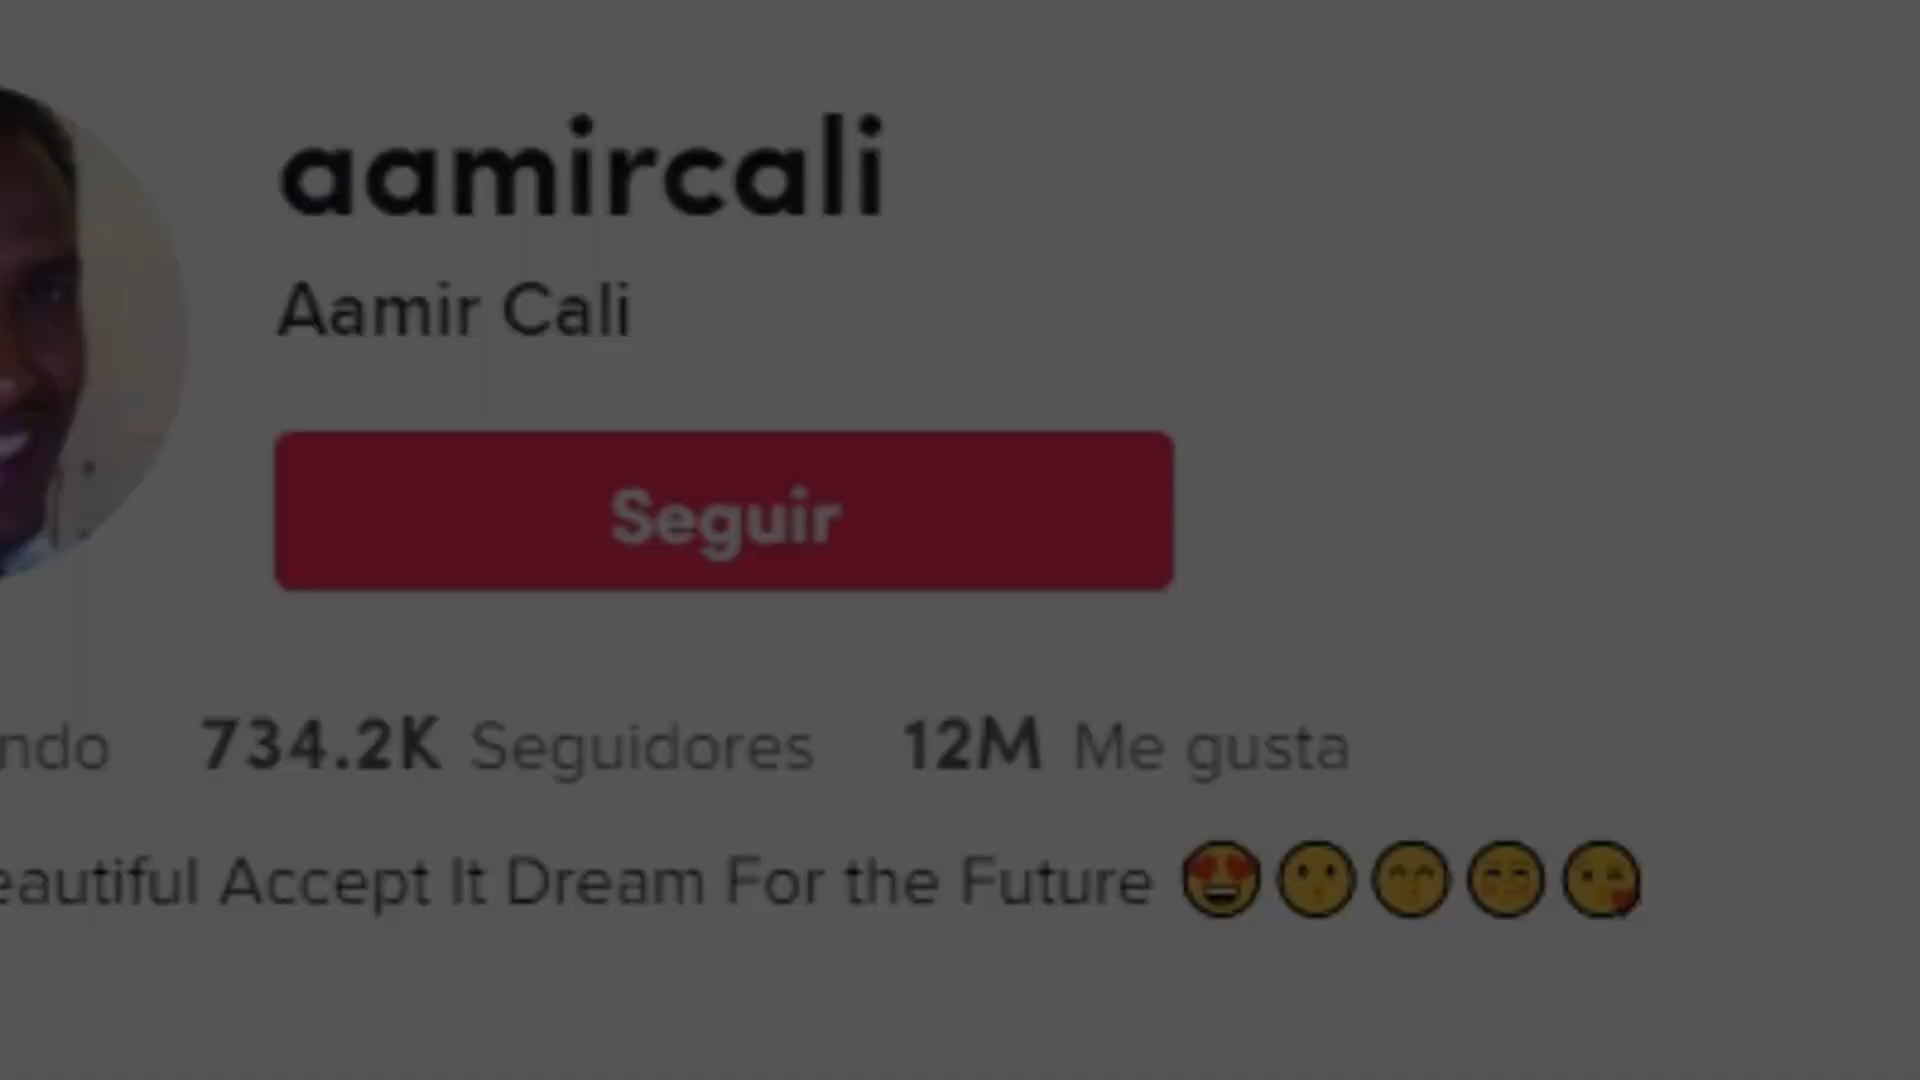 aamircali
Aamir Cali
Seguir
ndo 734.2K Seguidores 12M Me gusta
eautiful Accept It Dream For the Future 😍😗😙😚😘